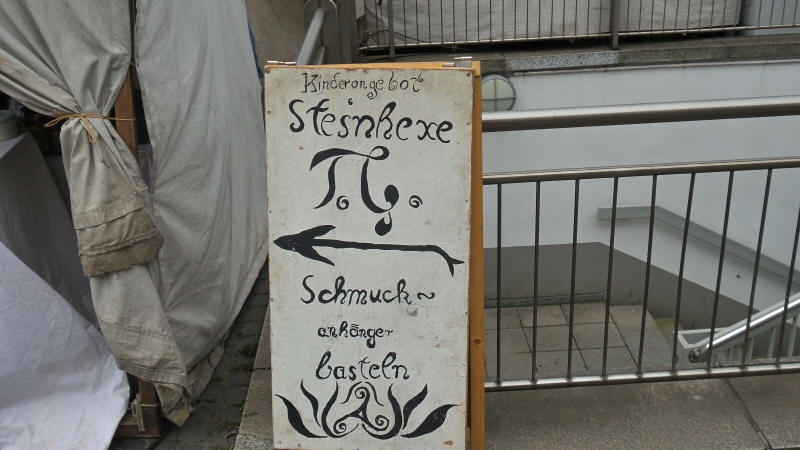 Kinderangebot
Steinhexe
Schmuck~
anhänger
basteln